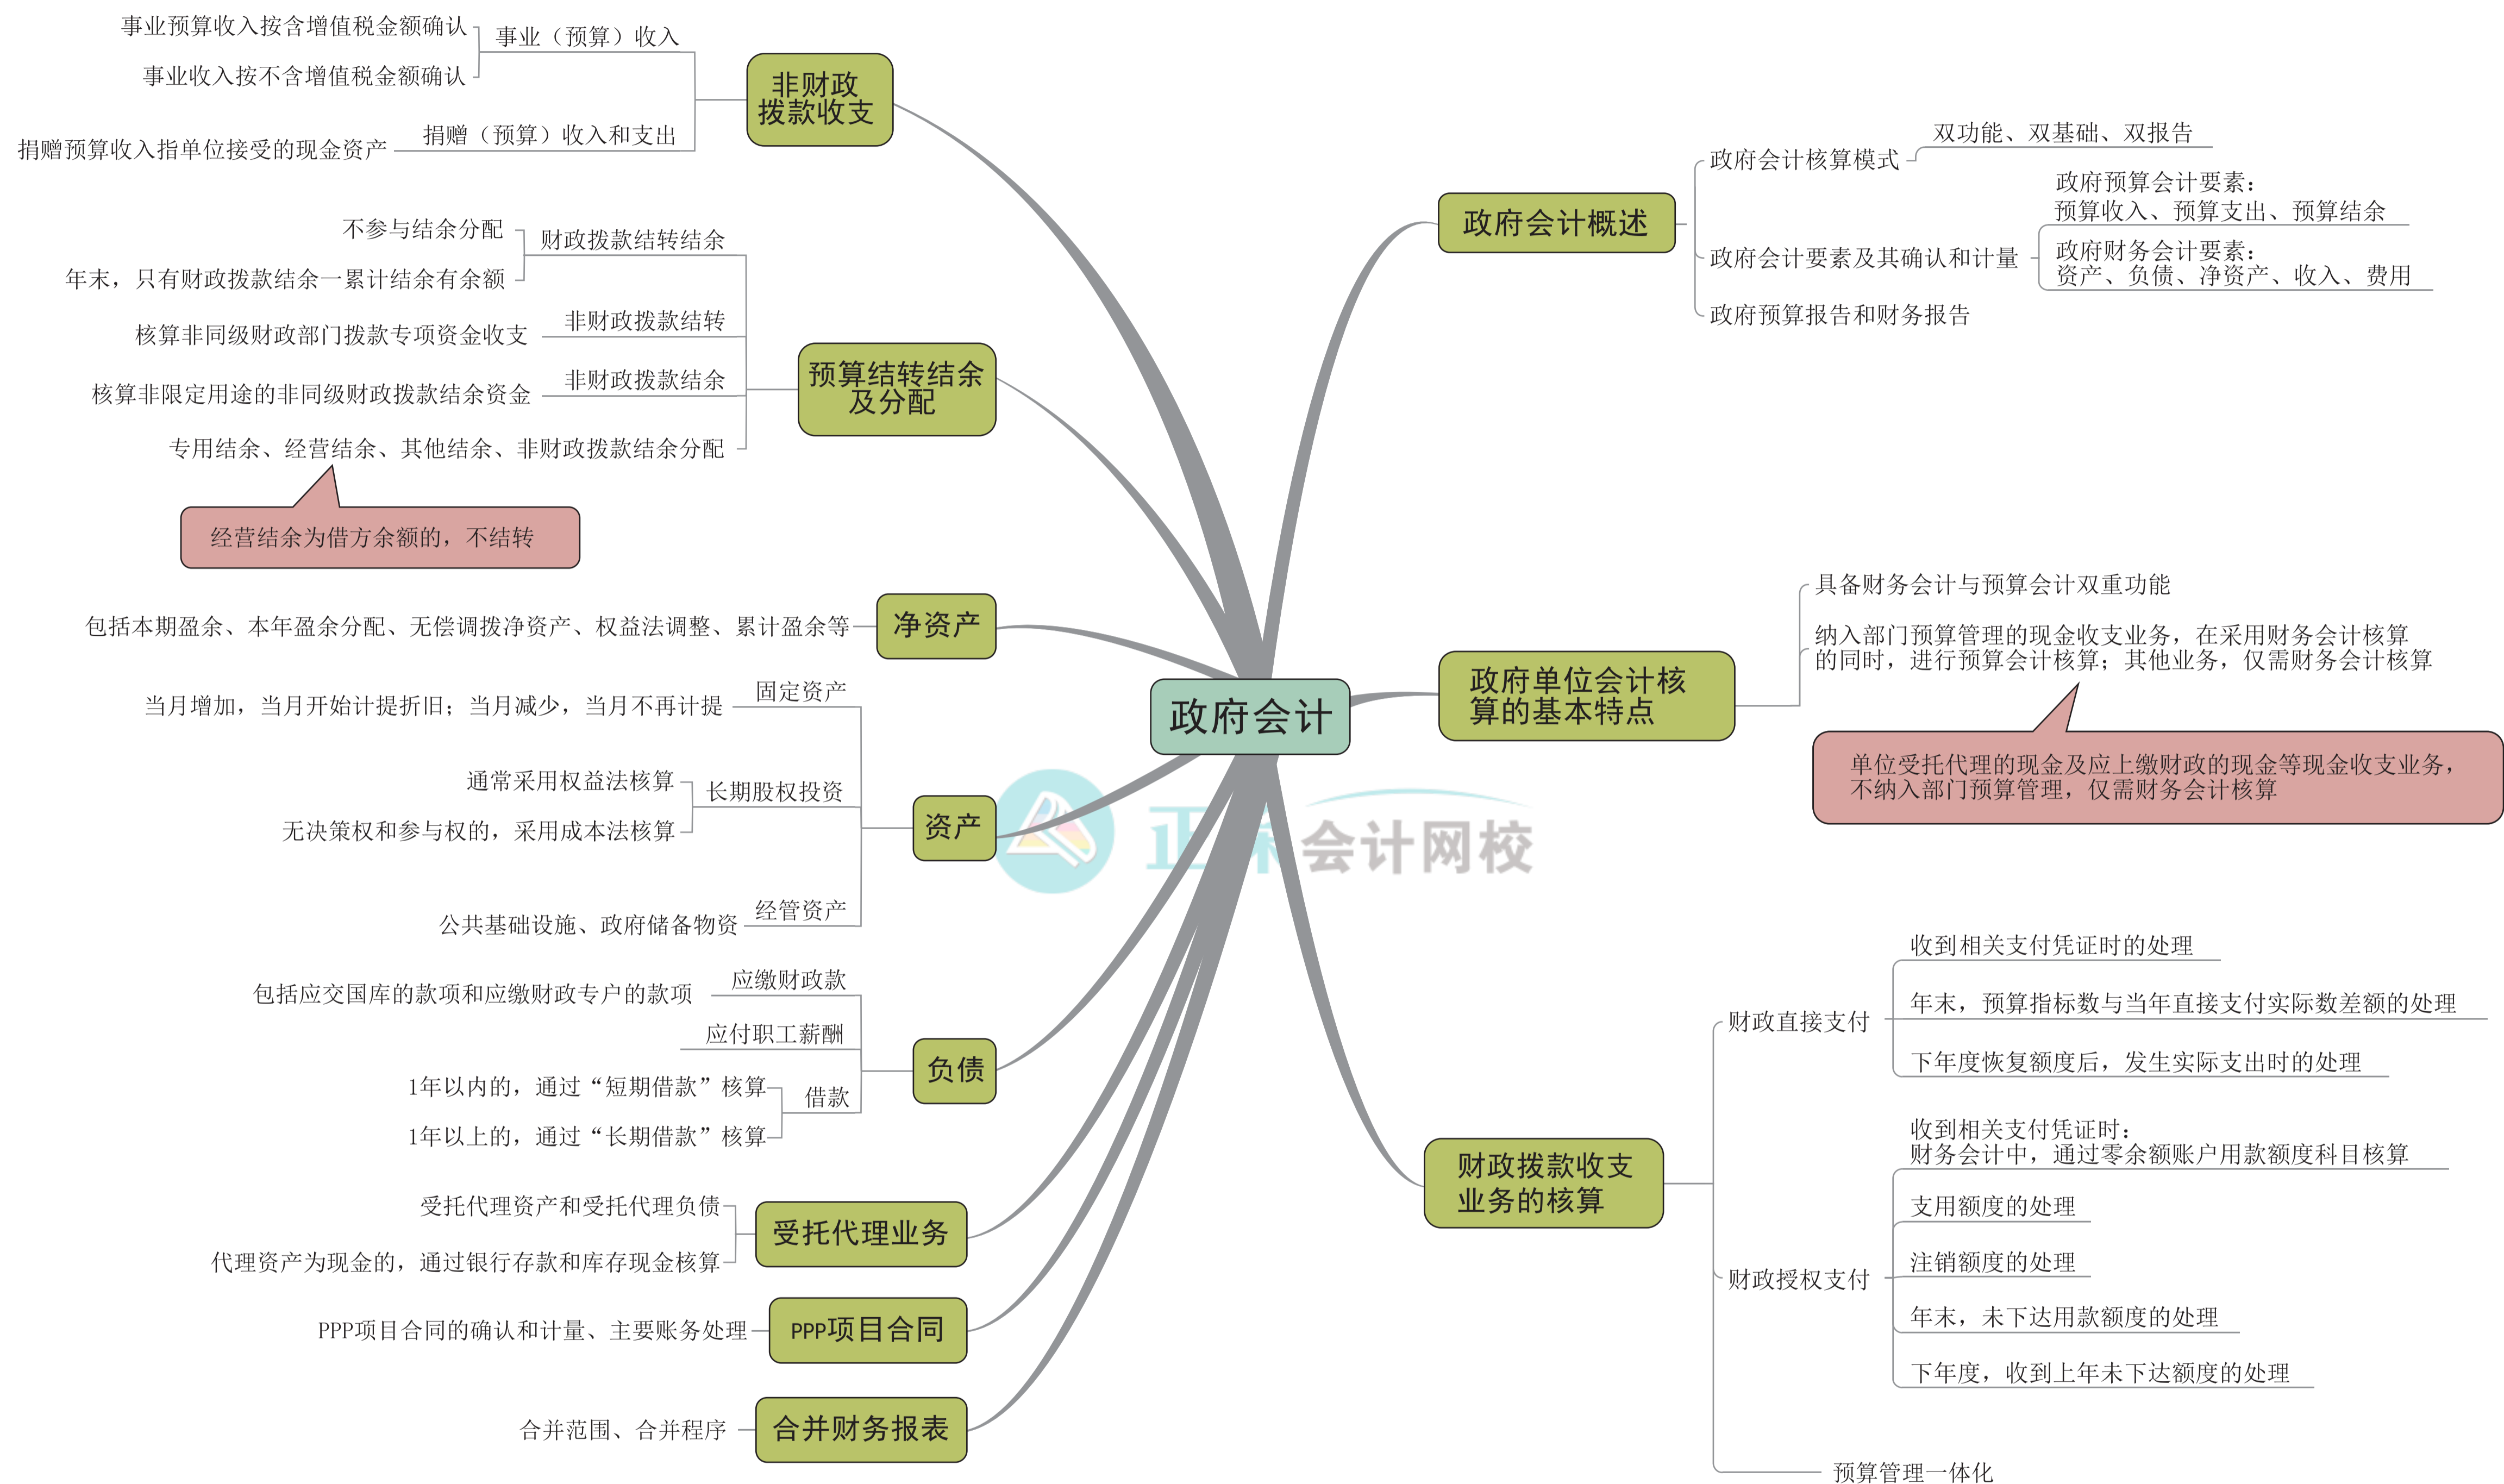 政府会计
政府会计概述
政府会计核算模式
双功能、双基础、双报告
政府会计要素及其确认和计量
政府预算会计要素：
预算收入、预算支出、预算结余
政府财务会计要素：
资产、负债、净资产、收入、费用
政府预算报告和财务报告
政府单位会计核
算的基本特点
具备财务会计与预算会计双重功能
纳入部门预算管理的现金收支业务，在采用财务会计核算
的同时，进行预算会计核算；其他业务，仅需财务会计核算
单位受托代理的现金及应上缴财政的现金等现金收支业务，
不纳入部门预算管理，仅需财务会计核算
财政拨款收支
业务的核算
财政直接支付
收到相关支付凭证时的处理
年末，预算指标数与当年直接支付实际数差额的处理
下年度恢复额度后，发生实际支出时的处理
财政授权支付
收到相关支付凭证时：
财务会计中，通过零余额账户用款额度科目核算
支用额度的处理
注销额度的处理
年末，未下达用款额度的处理
下年度，收到上年未下达额度的处理
预算管理一体化
非财政
拨款收支
事业（预算）收入
事业预算收入按含增值税金额确认
事业收入按不含增值税金额确认
捐赠（预算）收入和支出
捐赠预算收入指单位接受的现金资产
预算结转结余
及分配
财政拨款结转结余
不参与结余分配
年末，只有财政拨款结余一累计结余有余额
非财政拨款结转
核算非同级财政部门拨款专项资金收支
非财政拨款结余
核算非限定用途的非同级财政拨款结余资金
专用结余、经营结余、其他结余、非财政拨款结余分配
经营结余为借方余额的，不结转
净资产
包括本期盈余、本年盈余分配、无偿调拨净资产、权益法调整、累计盈余等
资产
固定资产
当月增加，当月开始计提折旧；当月减少，当月不再计提
长期股权投资
通常采用权益法核算
无决策权和参与权的，采用成本法核算
经管资产
公共基础设施、政府储备物资
负债
应缴财政款
包括应交国库的款项和应缴财政专户的款项
应付职工薪酬
借款
1年以内的，通过“短期借款”核算
1年以上的，通过“长期借款”核算
受托代理业务
受托代理资产和受托代理负债
代理资产为现金的，通过银行存款和库存现金核算
PPP项目合同
PPP项目合同的确认和计量、主要账务处理
合并财务报表
合并范围、合并程序
正保会计网校